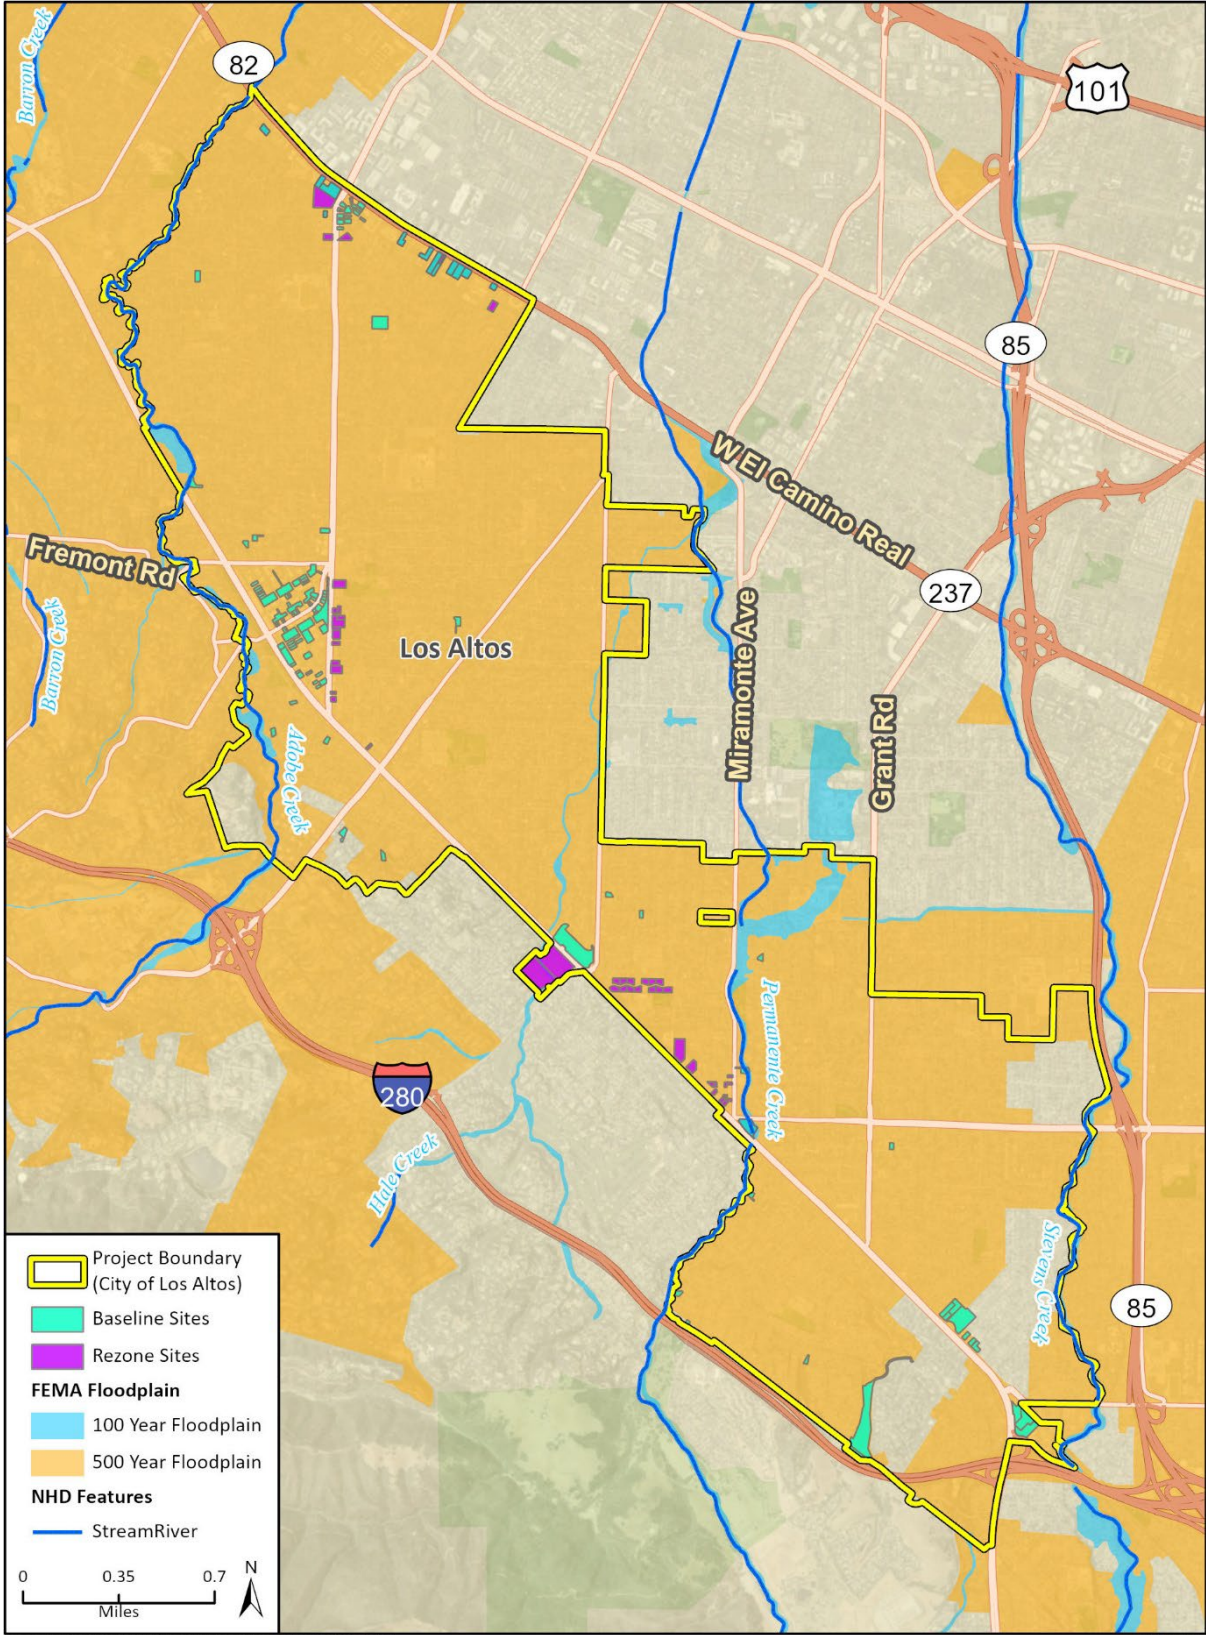 Barron Creek
82
101
85
W El Camino Real
Fremont Rd
237
Barron Creek
Los Altos
Miramonte Ave
Grant Rd
Adobe Creek
Permanente Creek
280
Hale Creek
Stevens Creek
85
Project Boundary
(City of Los Altos)
Baseline Sites
Rezone Sites
FEMA Floodplain
100 Year Floodplain
500 Year Floodplain
NHD Features
StreamRiver
0 0.35 0.7
Miles
N